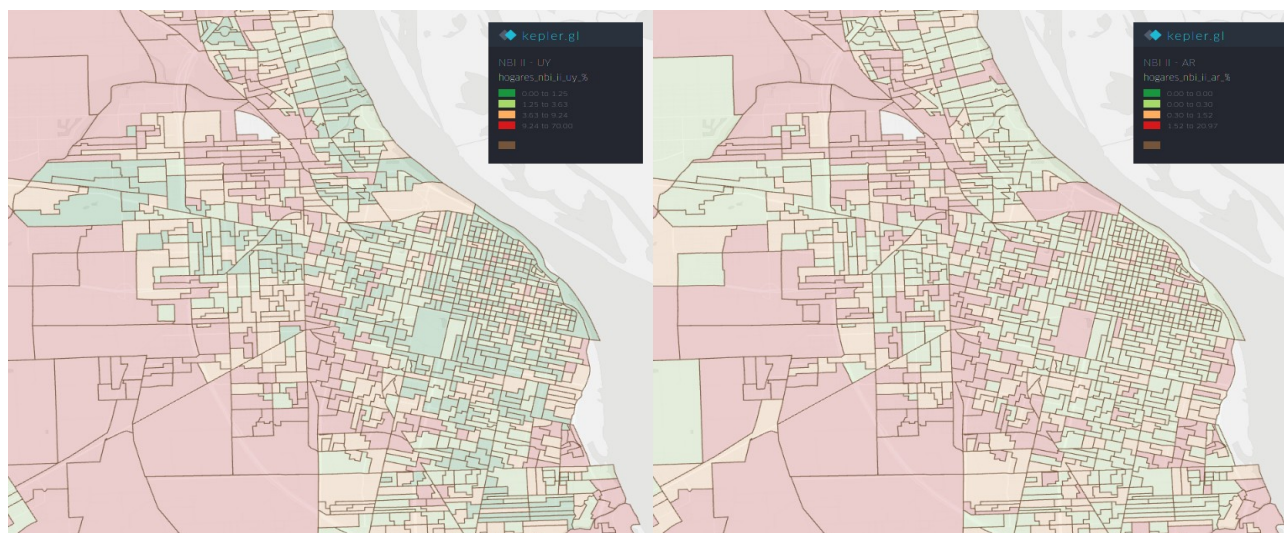 kepler.gl
NBI II - UY
hogares_nbi_ii_uy_%
0.00 to 1.25
1.25 to 3.63
3.63 to 9.24
9.24 to 70.00
kepler.gl
NBI II - AR
hogares_nbi_ii_ar_%
0.00 to 0.00
0.00 to 0.30
0.30 to 1.52
1.52 to 20.97